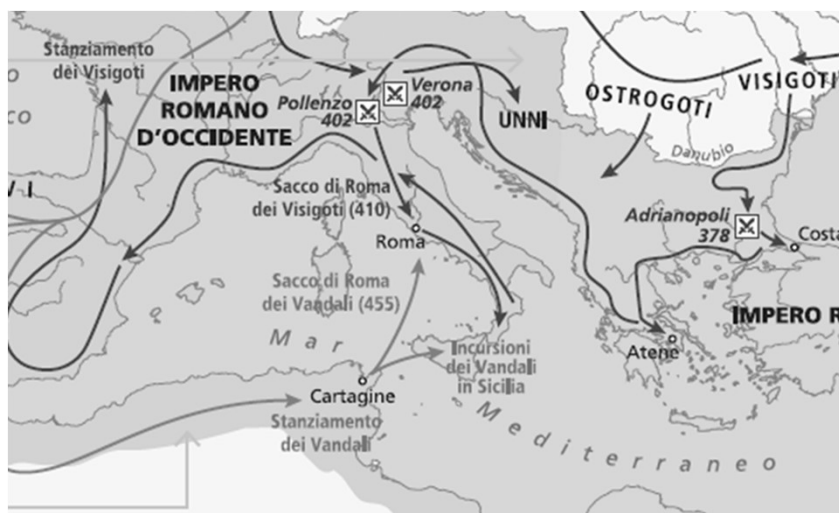 Stanziamento
dei Visigoti
IMPERO
ROMANO
D'OCCIDENTE
Pollenzo
402
Verona
402
UNNI
OSTROGOTI
VISIGOTI
Danubio
Adrianopoli
378
Costa
IMPERO R
Sacco di Roma
dei Visigoti (410)
Roma
Sacco di Roma
dei Vandali (455)
Atene
Mar
Mediterraneo
Incursioni
dei Vandali
in Sicilia
Cartagine
Stanziamento
dei Vandali
V I
o
co